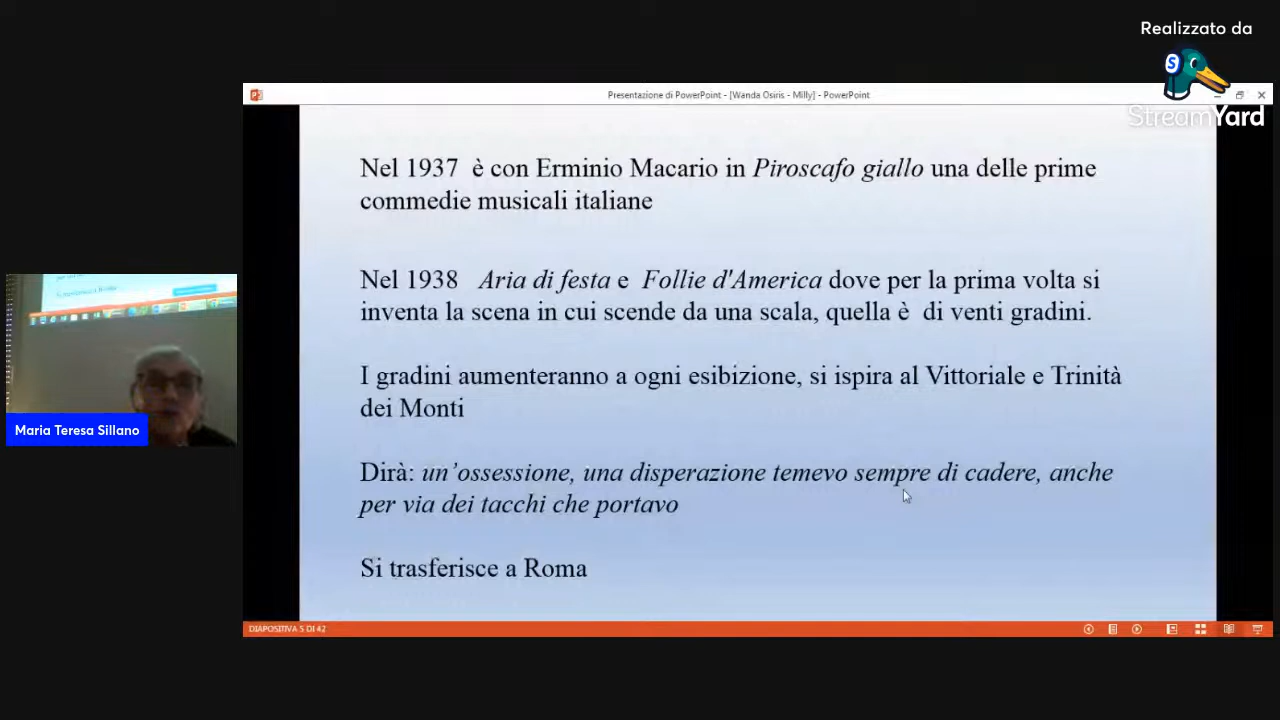 Realizzato da
StreamYard
Presentazione di PowerPoint - [Wanda Osiris - Milly] - PowerPoint
Nel 1937 è con Erminio Macario in Piroscafo giallo una delle prime
commedie musicali italiane
Nel 1938 Aria di festa e Follie d'America dove per la prima volta si
inventa la scena in cui scende da una scala, quella è di venti gradini.
I gradini aumenteranno a ogni esibizione, si ispira al Vittoriale e Trinità
dei Monti
Dirà: un’ossessione, una disperazione temevo sempre di cadere, anche
per via dei tacchi che portavo
Si trasferisce a Roma
Maria Teresa Sillano
DIAPOSITIVA 5 DI 42